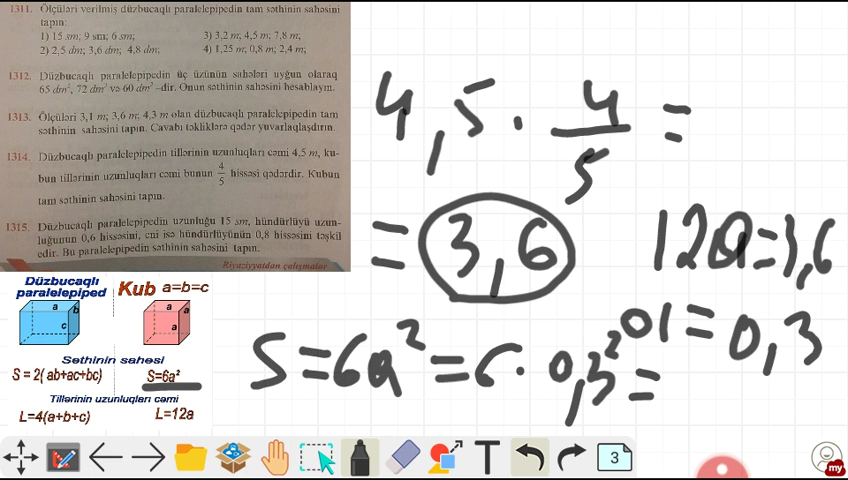 1311. Ölçüləri verilmiş düzbucaqlı paralelepipedin tam səthinin sahəsini
tapın:
1) 15 sm; 9 sm; 6 sm; 3) 3,2 m; 4,5 m; 7,8 m;
2) 2,5 dm; 3,6 dm; 4,8 dm; 4) 1,25 m; 0,8 m; 2,4 m;
1312. Düzbucaqlı paralelepipedin üç üzünün sahələri uyğun olaraq
65 dm², 72 dm² və 60 dm² -dir. Onun səthinin sahəsini hesablayın.
1313. Ölçüləri 3,1 m; 3,6 m; 4,3 m olan düzbucaqlı paralelepipedin tam
səthinin sahəsini tapın. Cavabı təkliklərə qədər yuvarlaqlaşdırın.
1314. Düzbucaqlı paralelepipedin tillərinin uzunluqları cəmi 4,5 m, ku-
bun tillərinin uzunluqları cəmi bunun 4/5 hissəsi qədərdir. Kubun
tam səthinin sahəsini tapın.
1315. Düzbucaqlı paralelepipedin uzunluğu 15 sm, hündürlüyü uzun-
luğunun 0,6 hissəsini, eni isə hündürlüyünün 0,8 hissəsini təşkil
edir. Bu paralelepipedin səthinin sahəsini tapın.
Riyaziyyatdan çalışmalar
Düzbucaqlı
paralelepiped
Kub a=b=c
a b c
a a a
Səthinin sahəsi
S = 2( ab+ac+bc) S=6a²
Tillərinin uzunluqları cəmi
L=4(a+b+c) L=12a
4,5 · 4/5 =
= 3,6
12a=3,6
a=0,3
S=6a²=6·0,3²=
T
3
my